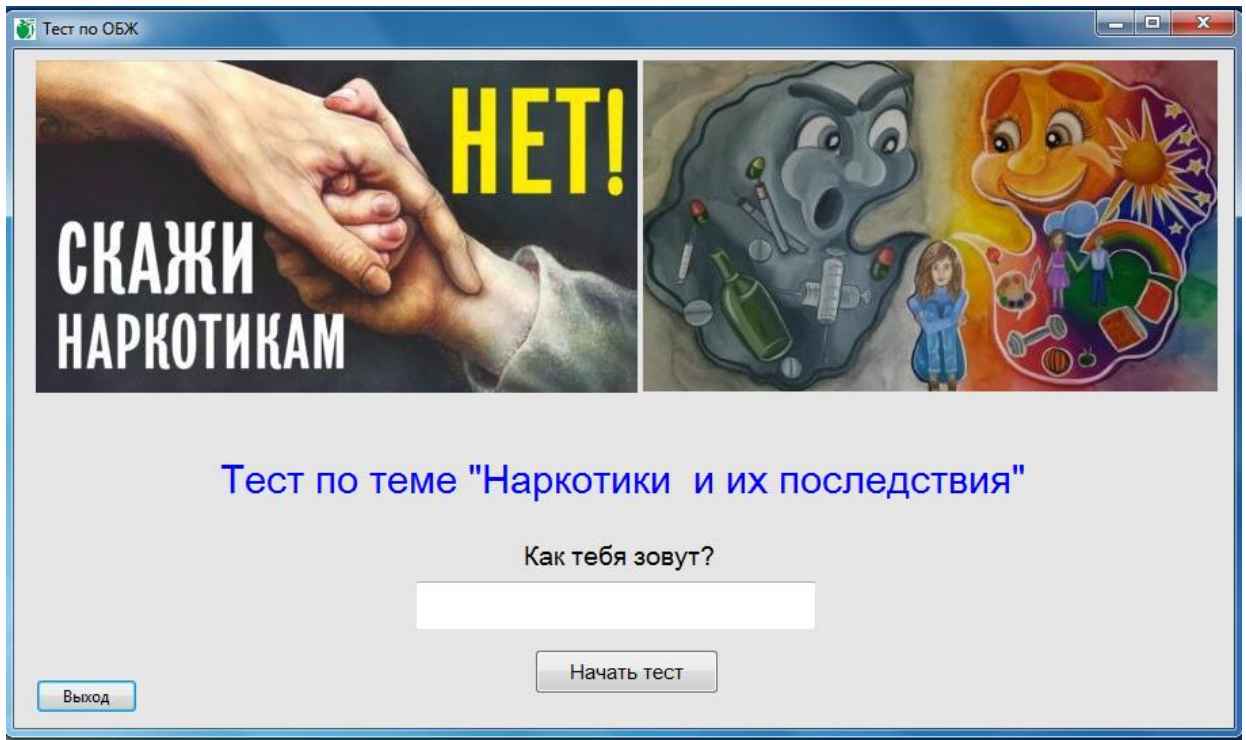 Тест по ОБЖ
НЕТ!
СКАЖИ
НАРКОТИКАМ
Тест по теме "Наркотики  и их последствия"
Как тебя зовут?
Начать тест
Выход